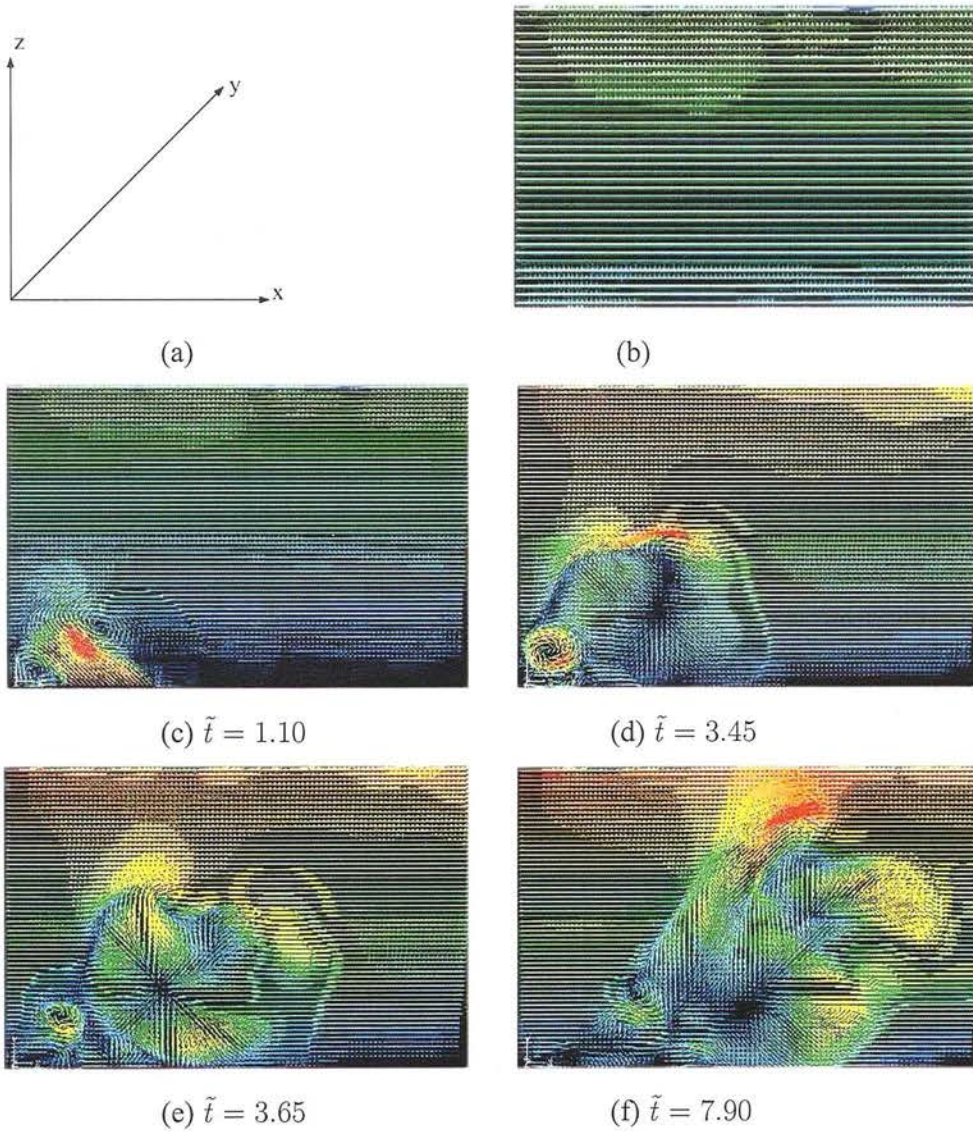 z
y
x
(a)
(b)
(c) t̃ = 1.10
(d) t̃ = 3.45
(e) t̃ = 3.65
(f) t̃ = 7.90